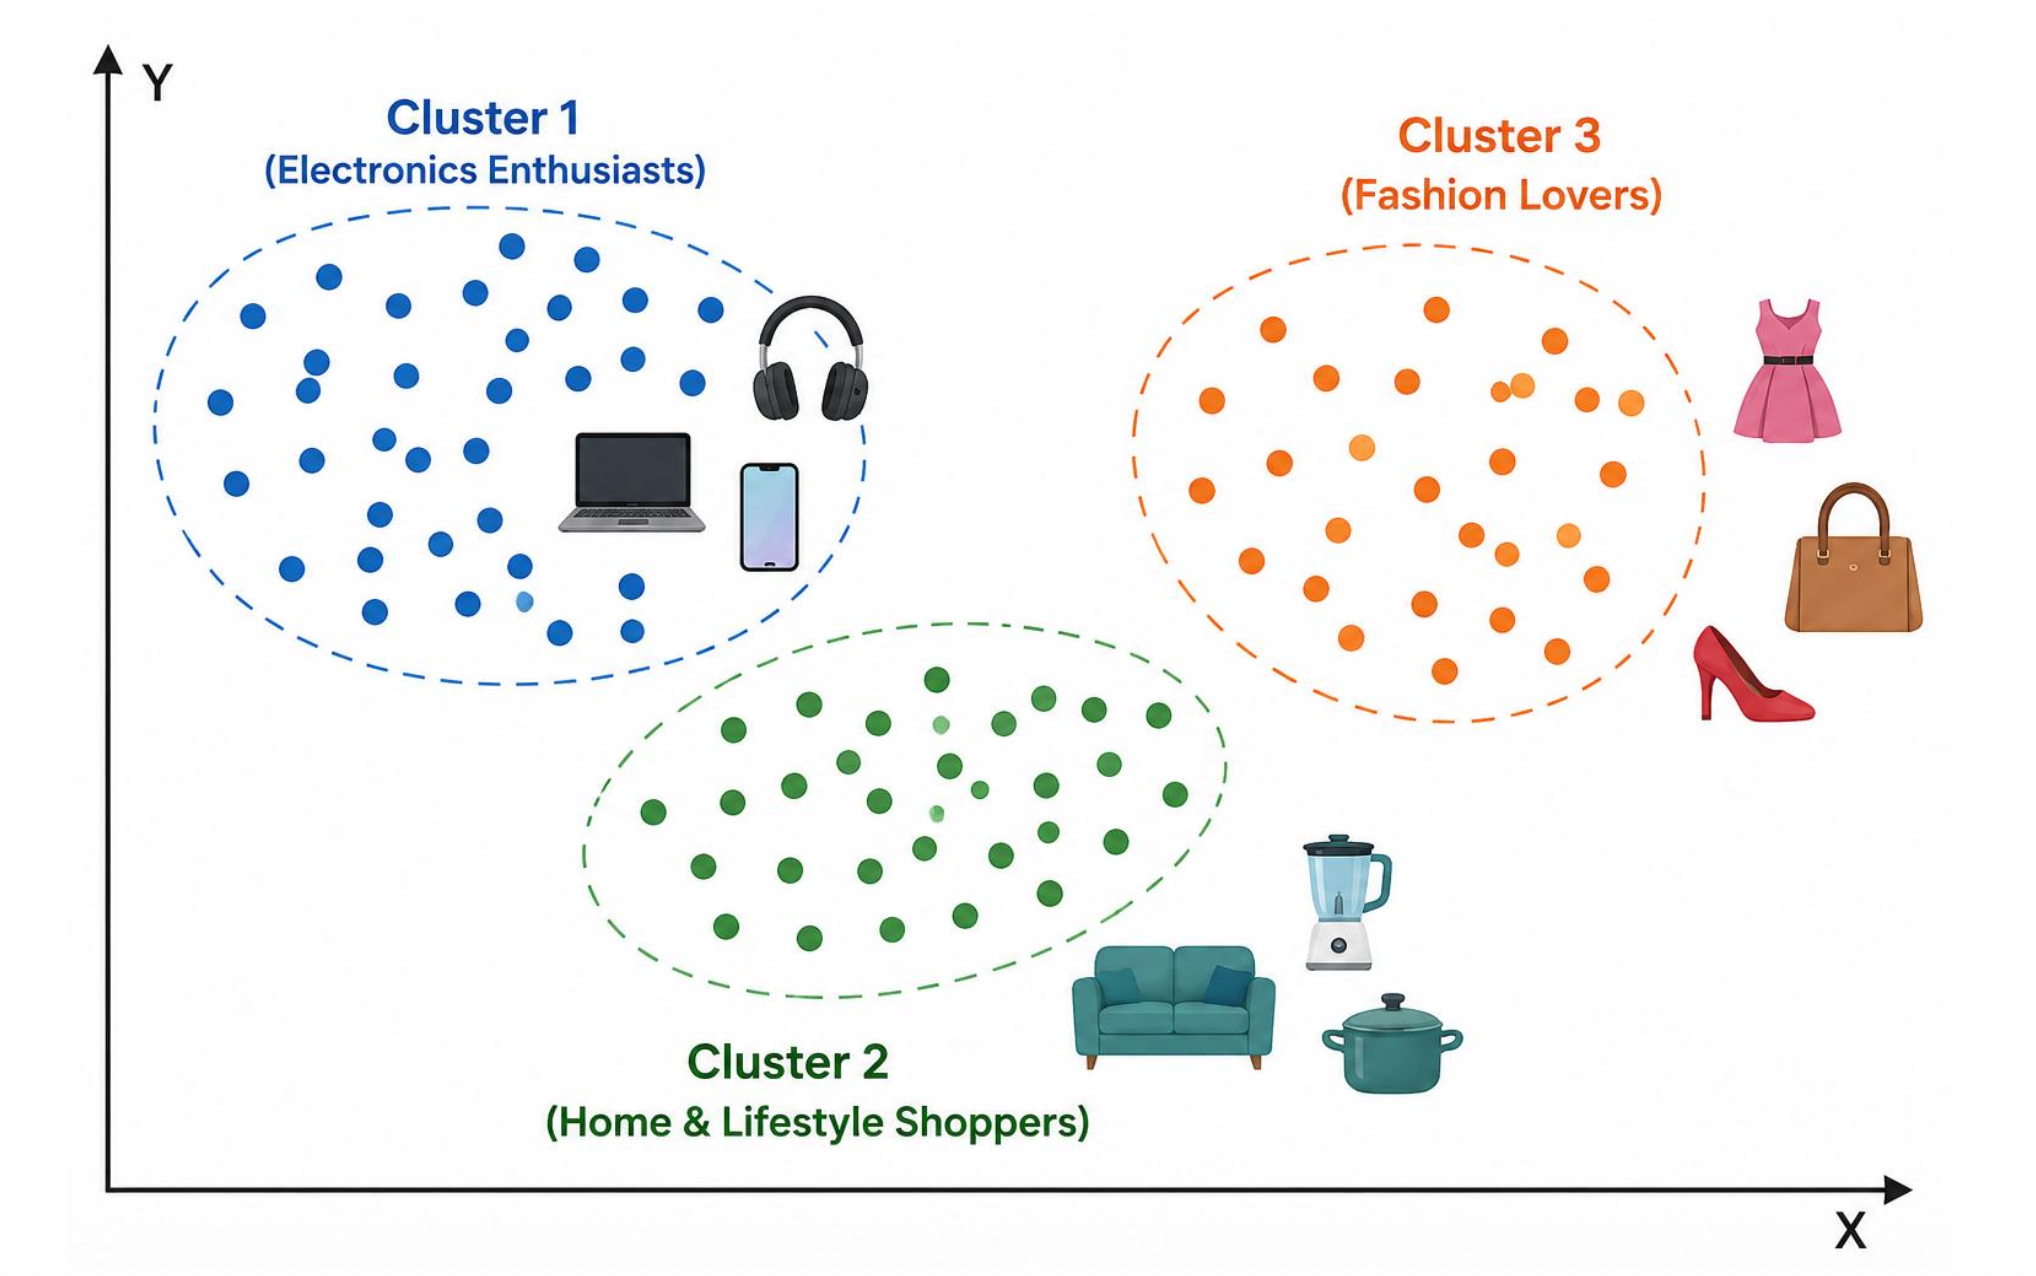 Y
Cluster 1
(Electronics Enthusiasts)
Cluster 3
(Fashion Lovers)
Cluster 2
(Home & Lifestyle Shoppers)
X